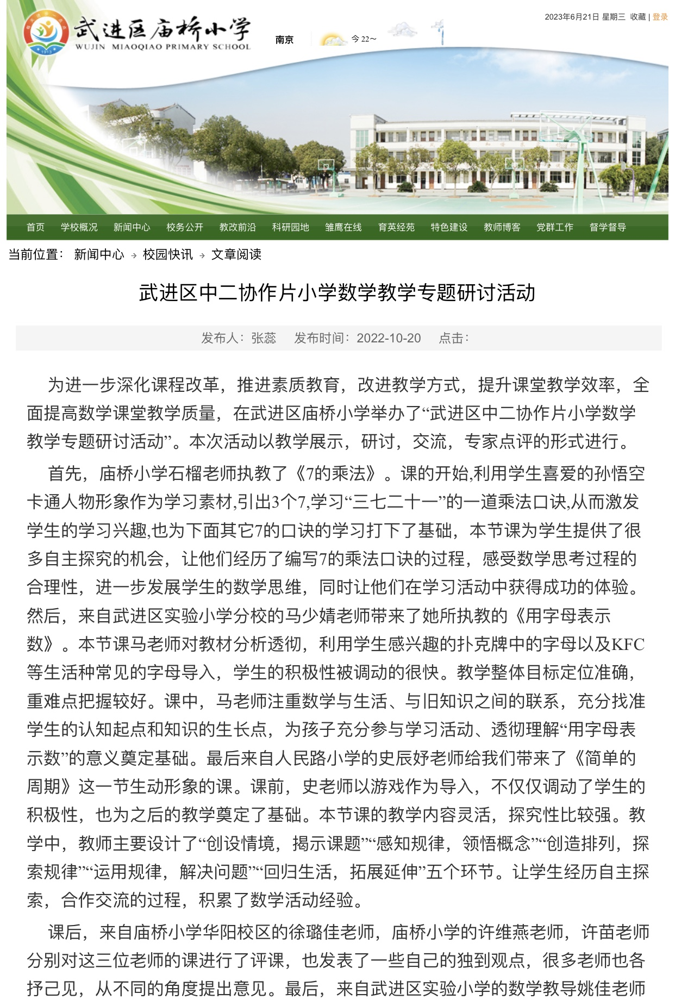 2023年6月21日 星期三 收藏 | 登录
武进区庙桥小学
WUJIN MIAOQIAO PRIMARY SCHOOL
1913
南京
今 22～
首页 学校概况 新闻中心 校务公开 教改前沿 科研园地 雏鹰在线 育英经苑 特色建设 教师博客 党群工作 督学督导
当前位置： 新闻中心 → 校园快讯 → 文章阅读
武进区中二协作片小学数学教学专题研讨活动
发布人：张蕊 发布时间：2022-10-20 点击：
为进一步深化课程改革，推进素质教育，改进教学方式，提升课堂教学效率，全
面提高数学课堂教学质量，在武进区庙桥小学举办了“武进区中二协作片小学数学
教学专题研讨活动”。本次活动以教学展示，研讨，交流，专家点评的形式进行。
首先，庙桥小学石榴老师执教了《7的乘法》。课的开始,利用学生喜爱的孙悟空
卡通人物形象作为学习素材,引出3个7,学习“三七二十一”的一道乘法口诀,从而激发
学生的学习兴趣,也为下面其它7的口诀的学习打下了基础，本节课为学生提供了很
多自主探究的机会，让他们经历了编写7的乘法口诀的过程，感受数学思考过程的
合理性，进一步发展学生的数学思维，同时让他们在学习活动中获得成功的体验。
然后，来自武进区实验小学分校的马少婧老师带来了她所执教的《用字母表示
数》。本节课马老师对教材分析透彻，利用学生感兴趣的扑克牌中的字母以及KFC
等生活种常见的字母导入，学生的积极性被调动的很快。教学整体目标定位准确，
重难点把握较好。课中，马老师注重数学与生活、与旧知识之间的联系，充分找准
学生的认知起点和知识的生长点，为孩子充分参与学习活动、透彻理解“用字母表
示数”的意义奠定基础。最后来自人民路小学的史辰妤老师给我们带来了《简单的
周期》这一节生动形象的课。课前，史老师以游戏作为导入，不仅仅调动了学生的
积极性，也为之后的教学奠定了基础。本节课的教学内容灵活，探究性比较强。教
学中，教师主要设计了“创设情境，揭示课题”“感知规律，领悟概念”“创造排列，探
索规律”“运用规律，解决问题”“回归生活，拓展延伸”五个环节。让学生经历自主探
索，合作交流的过程，积累了数学活动经验。
课后，来自庙桥小学华阳校区的徐璐佳老师，庙桥小学的许维燕老师，许苗老师
分别对这三位老师的课进行了评课，也发表了一些自己的独到观点，很多老师也各
抒己见，从不同的角度提出意见。最后，来自武进区实验小学的数学教导姚佳老师